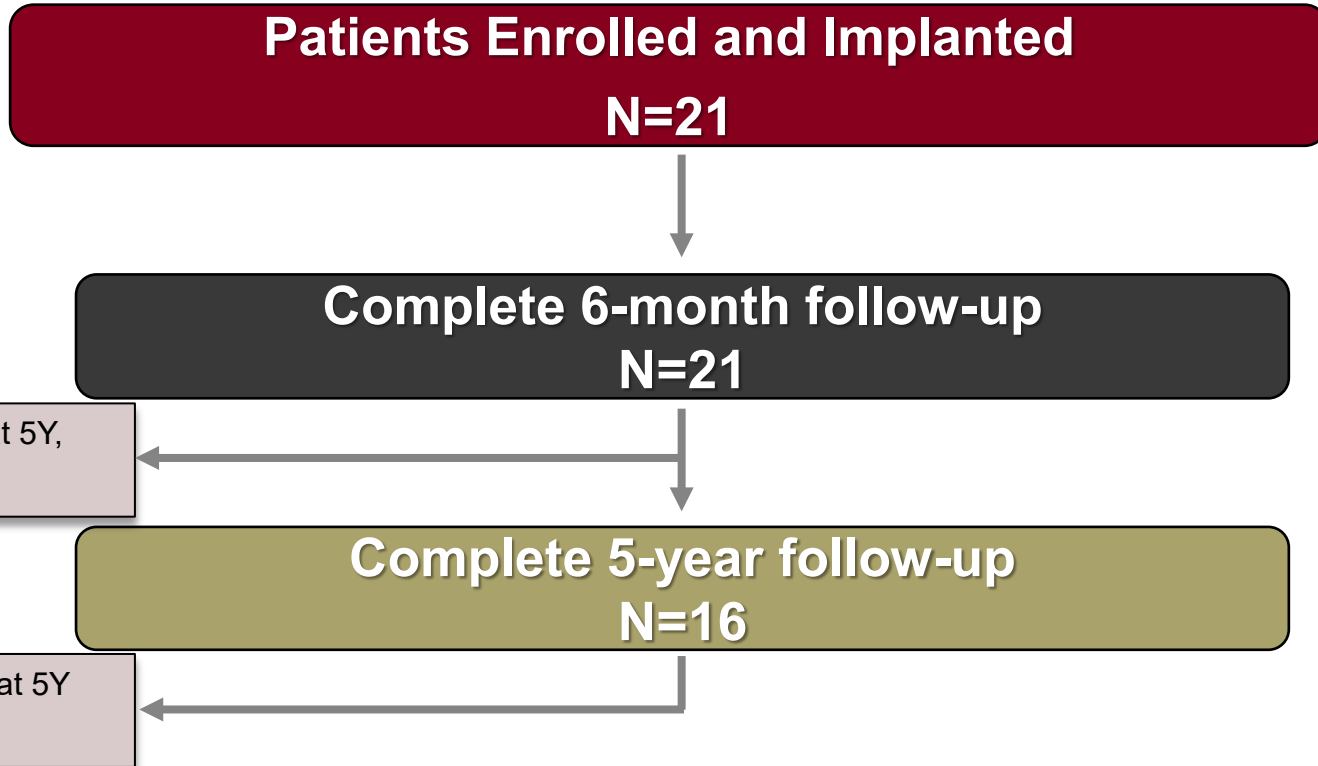 Patients Enrolled and Implanted
N=21
Complete 6-month follow-up
N=21
5Y,
Complete 5-year follow-up
N=16
at 5Y